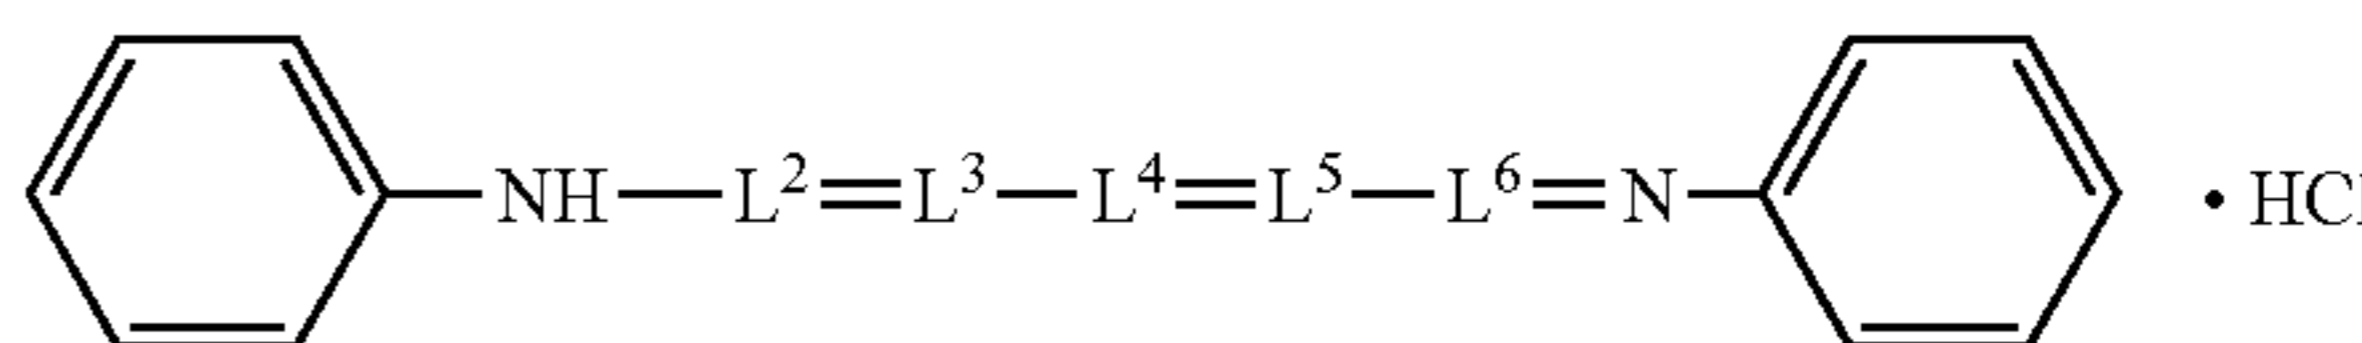 NH—L²=L³—L⁴=L⁵—L⁶=N— • HCl